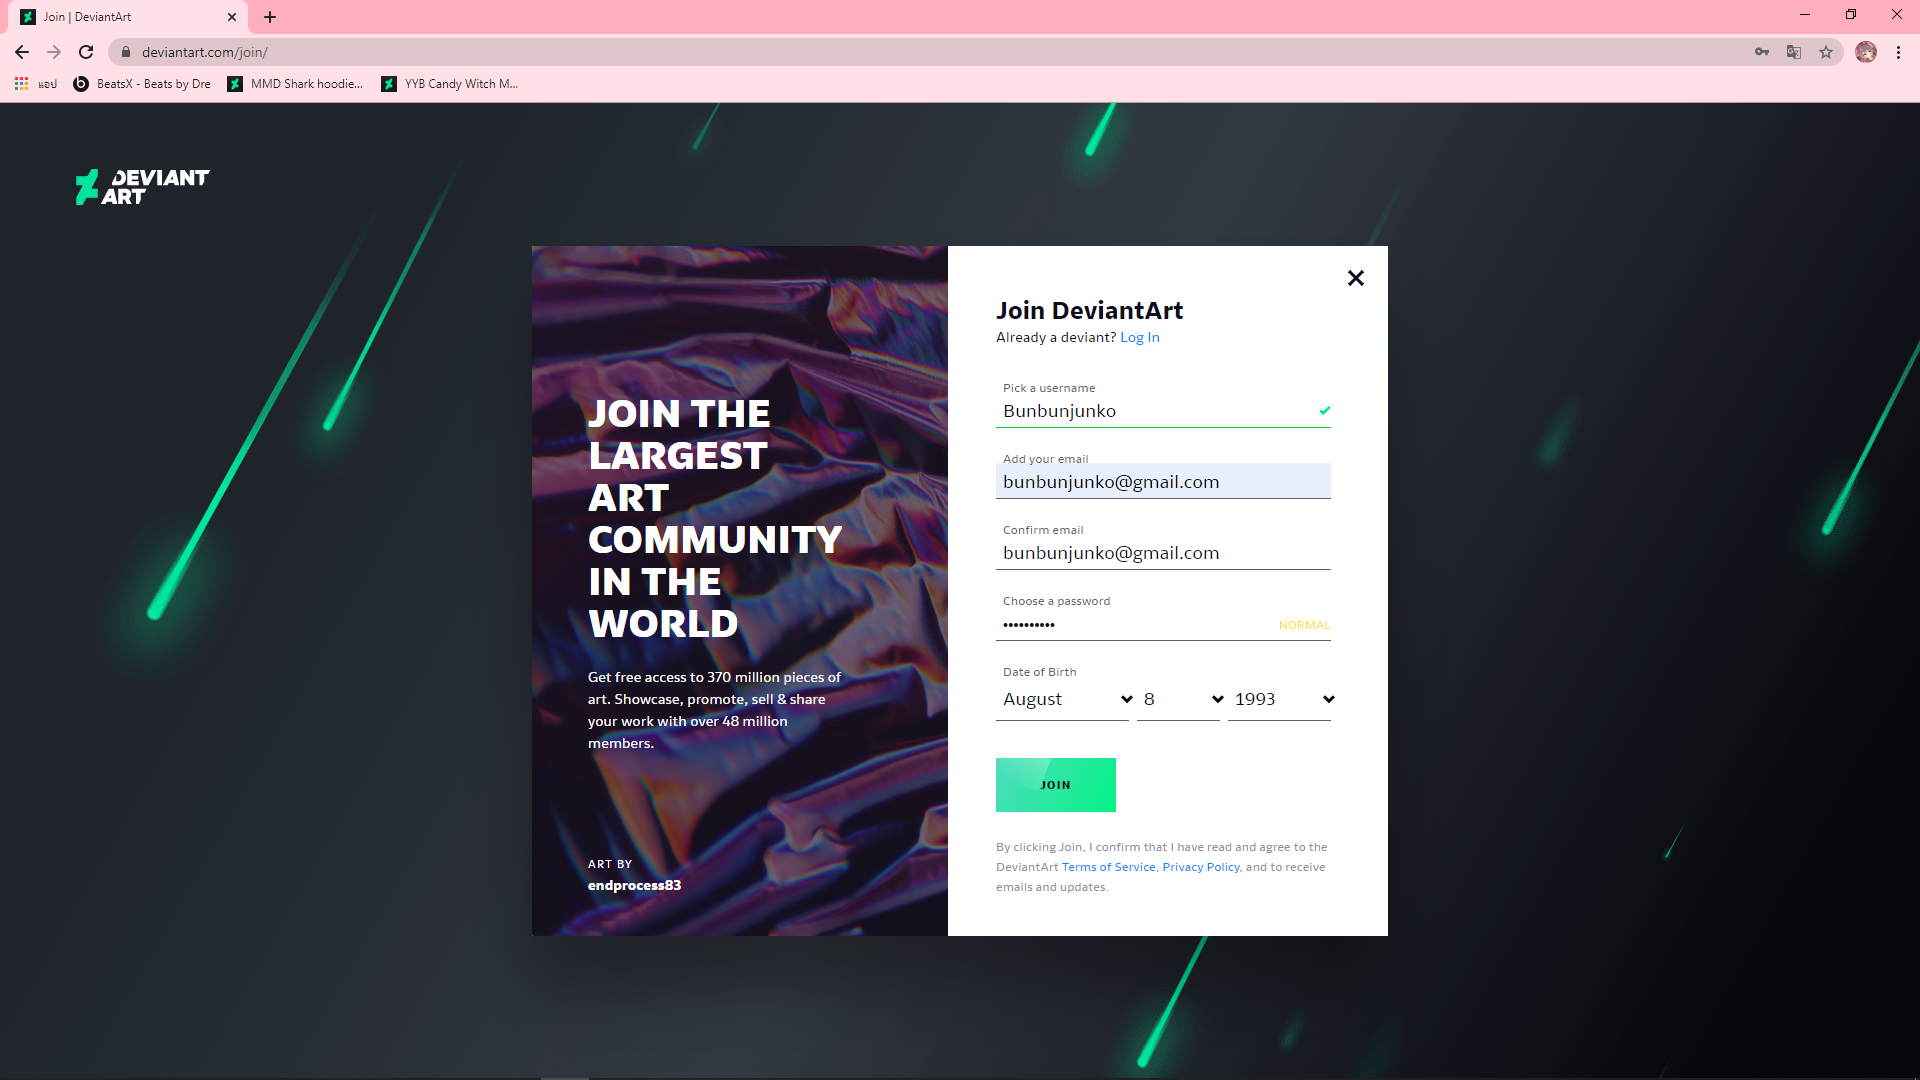 Join | DeviantArt
deviantart.com/join/
แอป
BeatsX - Beats by Dre
MMD Shark hoodie...
YYB Candy Witch M...
DEVIANT
ART
JOIN THE
LARGEST
ART
COMMUNITY
IN THE
WORLD
Get free access to 370 million pieces of
art. Showcase, promote, sell & share
your work with over 48 million
members.
ART BY
endprocess83
Join DeviantArt
Already a deviant? Log In
Pick a username
Bunbunjunko
Add your email
bunbunjunko@gmail.com
Confirm email
bunbunjunko@gmail.com
Choose a password
••••••••••
NORMAL
Date of Birth
August 8 1993
JOIN
By clicking Join, I confirm that I have read and agree to the
DeviantArt Terms of Service, Privacy Policy, and to receive
emails and updates.